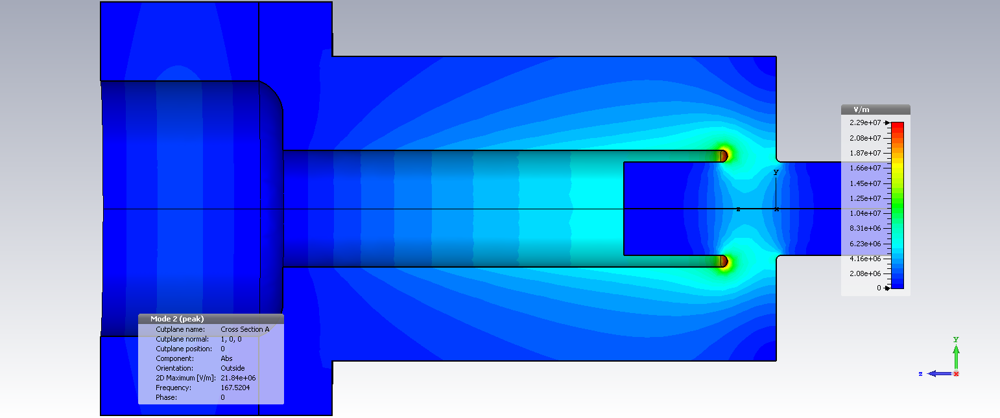 V/m
2.29e+07
2.08e+07
1.87e+07
1.66e+07
1.45e+07
1.25e+07
1.04e+07
8.31e+06
6.23e+06
4.16e+06
2.08e+06
0
y
z
x
Mode 2 (peak)
Cutplane name: Cross Section A
Cutplane normal: 1, 0, 0
Cutplane position: 0
Component: Abs
Orientation: Outside
2D Maximum [V/m]: 21.84e+06
Frequency: 167.5204
Phase: 0
y
z
x